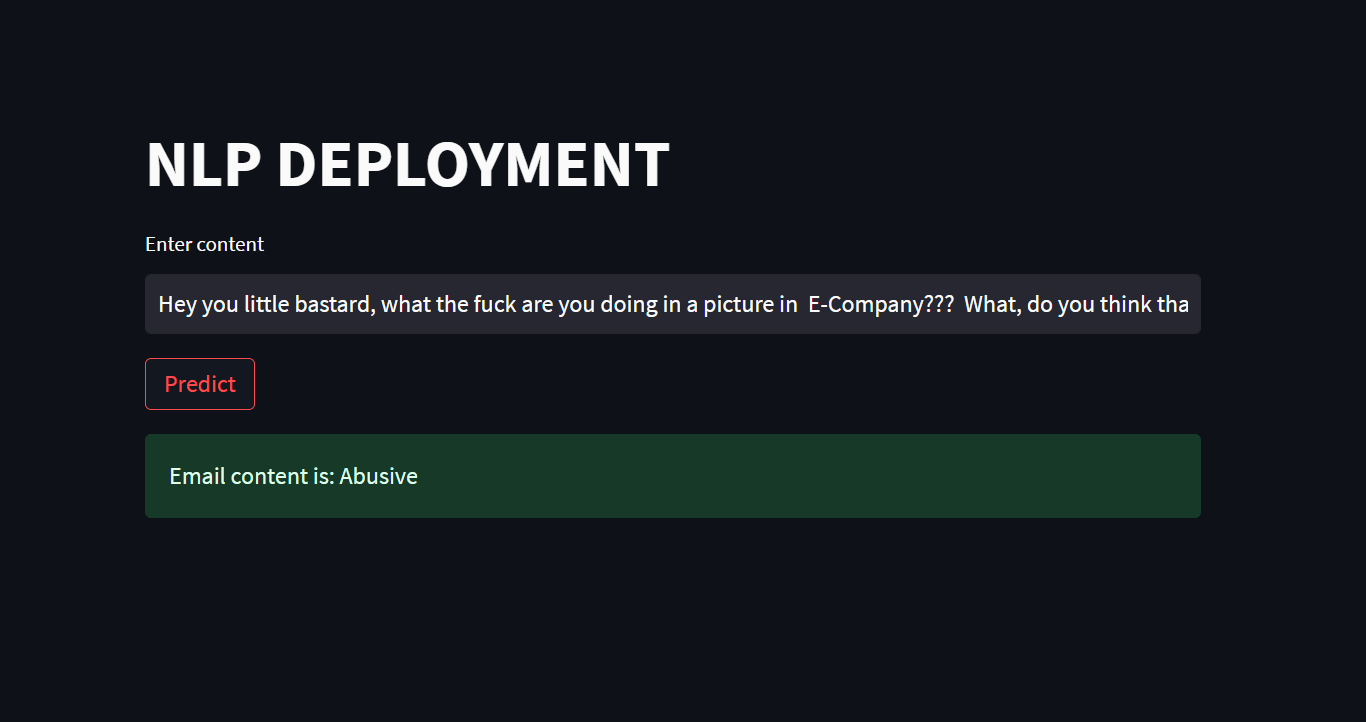 NLP DEPLOYMENT
Enter content
Hey you little bastard, what the fuck are you doing in a picture in  E-Company???  What, do you think tha
Predict
Email content is: Abusive